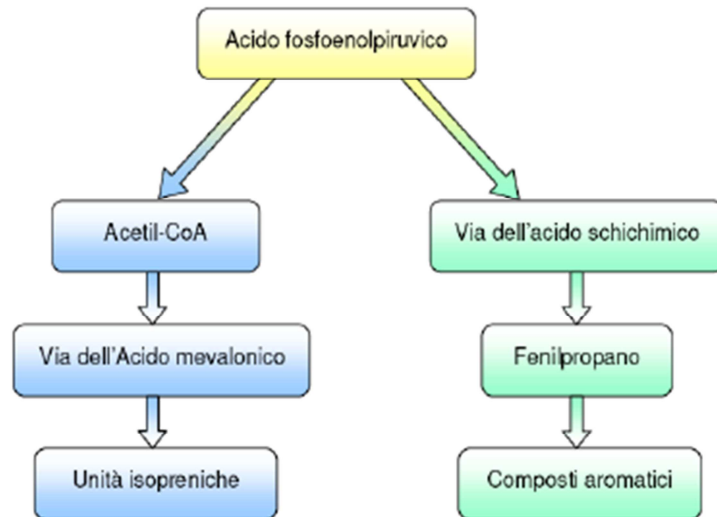 Acido fosfoenolpiruvico
Acetil-CoA
Via dell'acido schichimico
Via dell'Acido mevalonico
Fenilpropano
Unità isopreniche
Composti aromatici